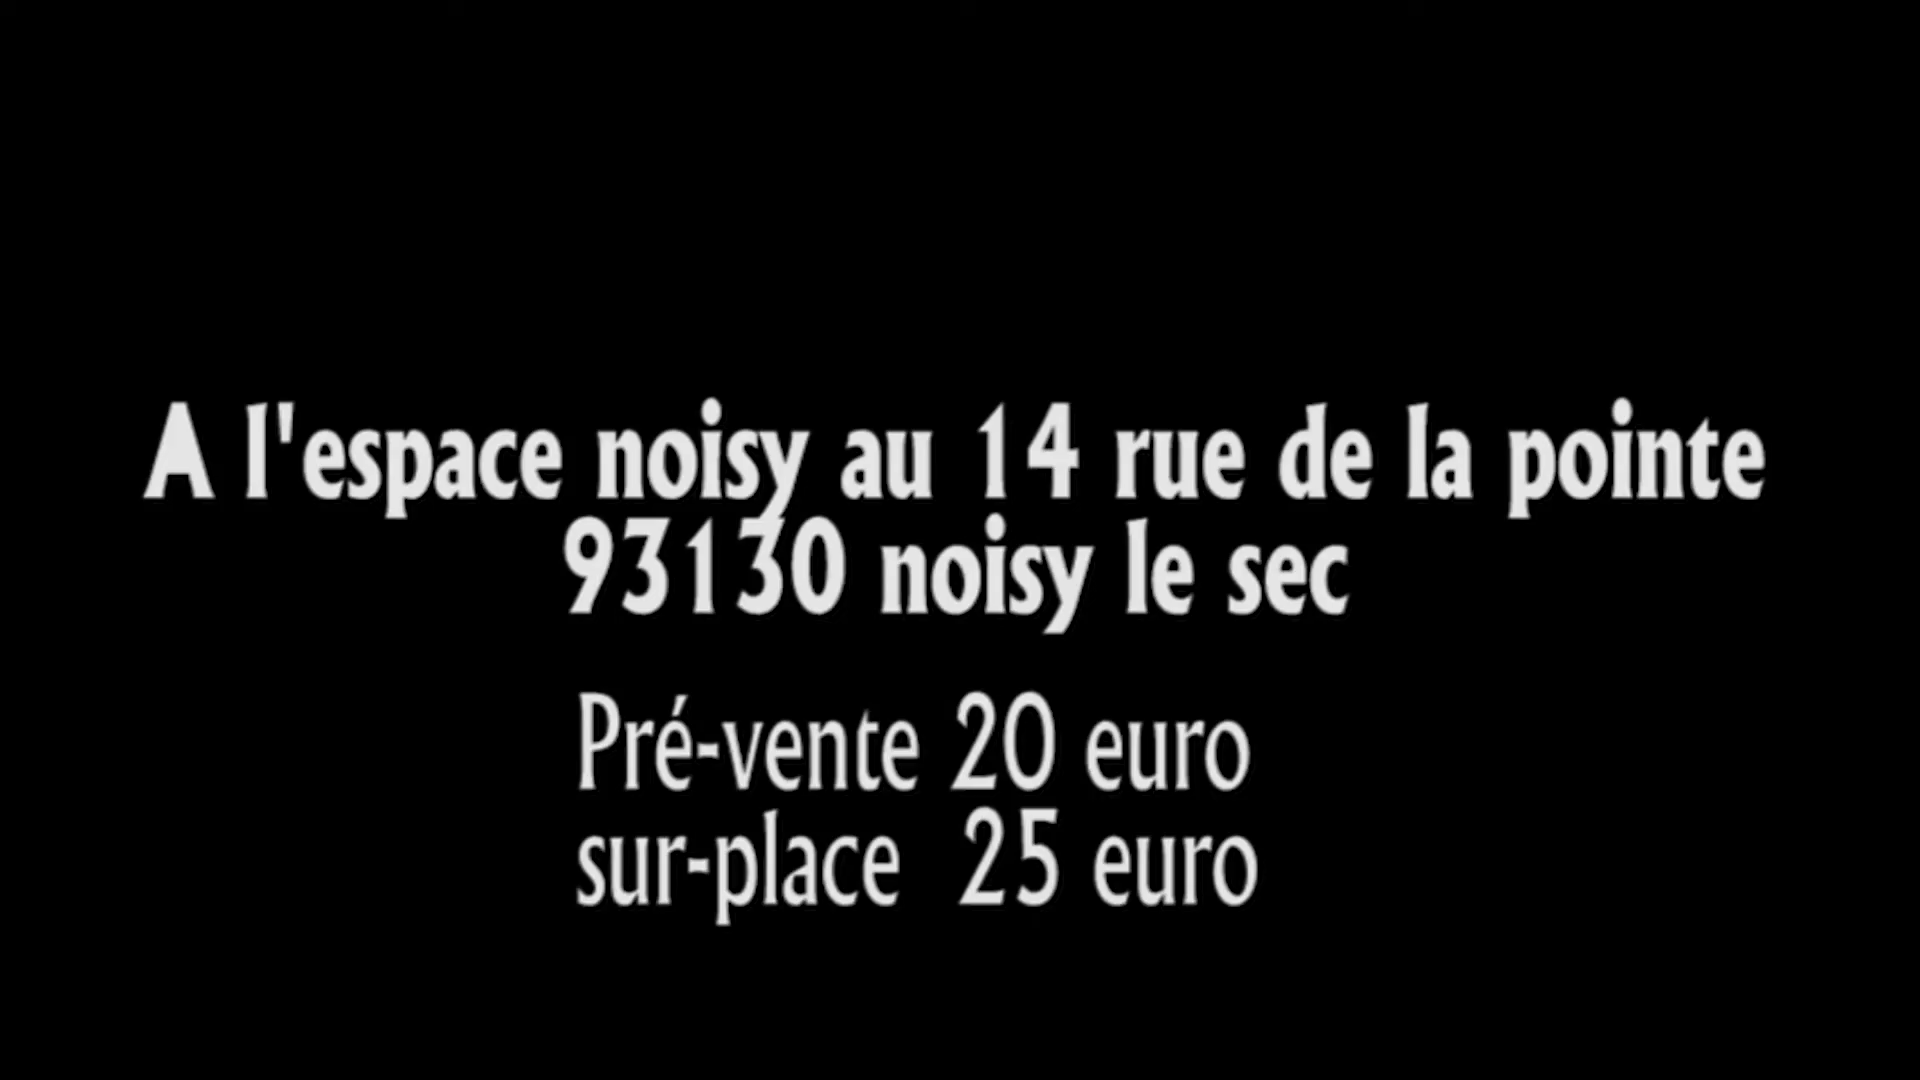 A l'espace noisy au 14 rue de la pointe
93130 noisy le sec
Pré-vente 20 euro
sur-place 25 euro